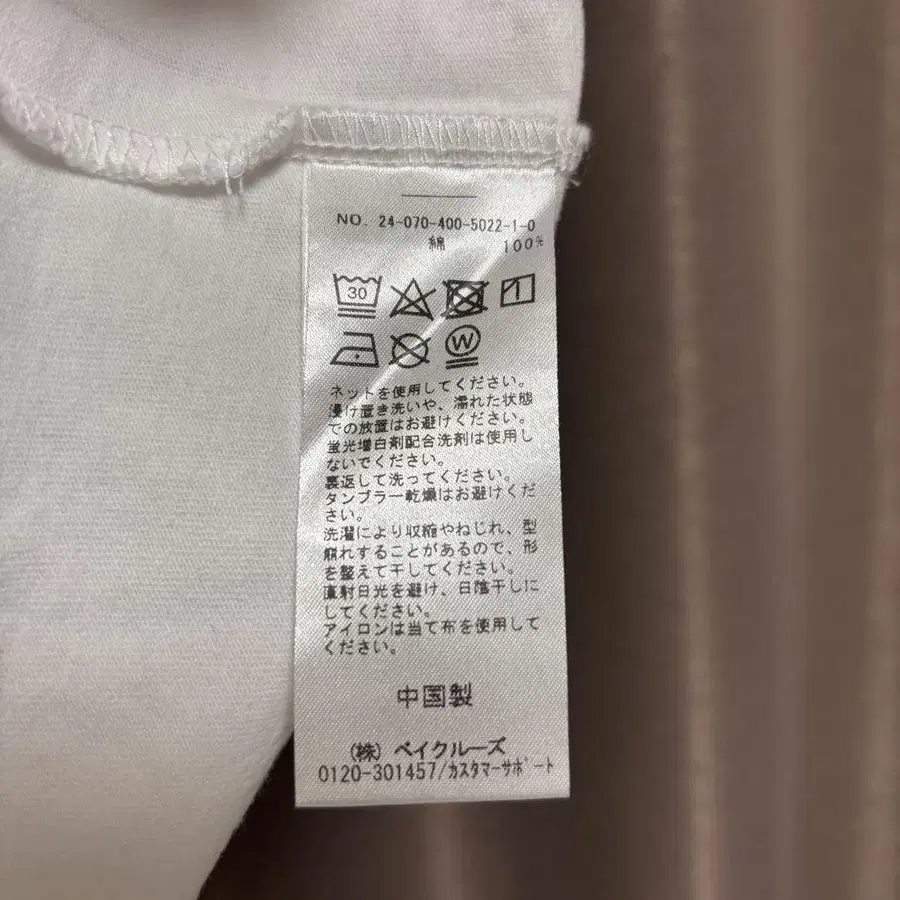 NO. 24-070-400-5022-1-0
綿 100%
30
W
ネットを使用してください。
浸け置き洗いや、濡れた状態
での放置はお避けください。
蛍光増白剤配合洗剤は使用し
ないでください。
裏返して洗ってください。
タンブラー乾燥はお避けくだ
さい。
洗濯により収縮やねじれ、型
崩れすることがあるので、形
を整えて干してください。
直射日光を避け、日陰干しに
してください。
アイロンは当て布を使用して
ください。
中国製
(株) ベイクルーズ
0120-301457/カスタマーサポート